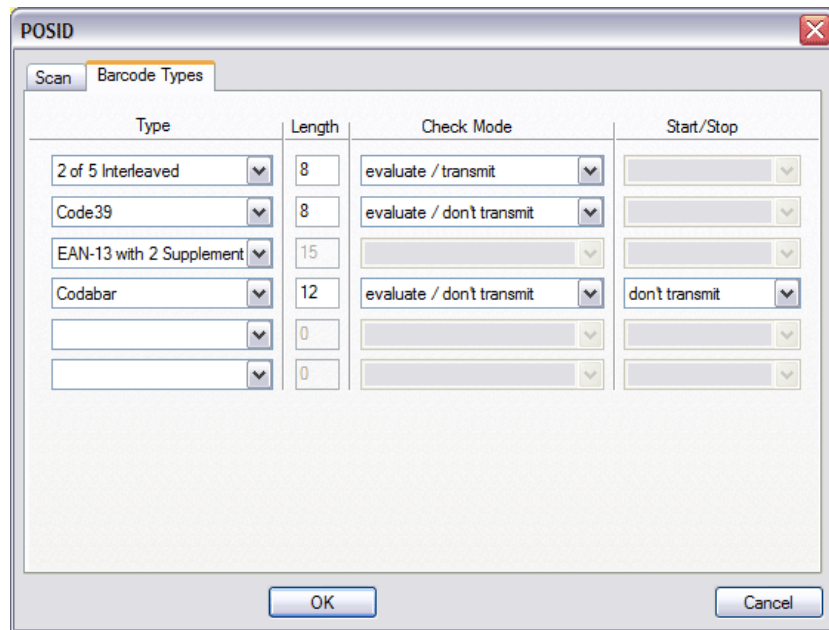 POSID
Scan Barcode Types
Type Length Check Mode Start/Stop
2 of 5 Interleaved 8 evaluate / transmit
Code39 8 evaluate / don't transmit
EAN-13 with 2 Supplement 15
Codabar 12 evaluate / don't transmit don't transmit
0
0
OK Cancel